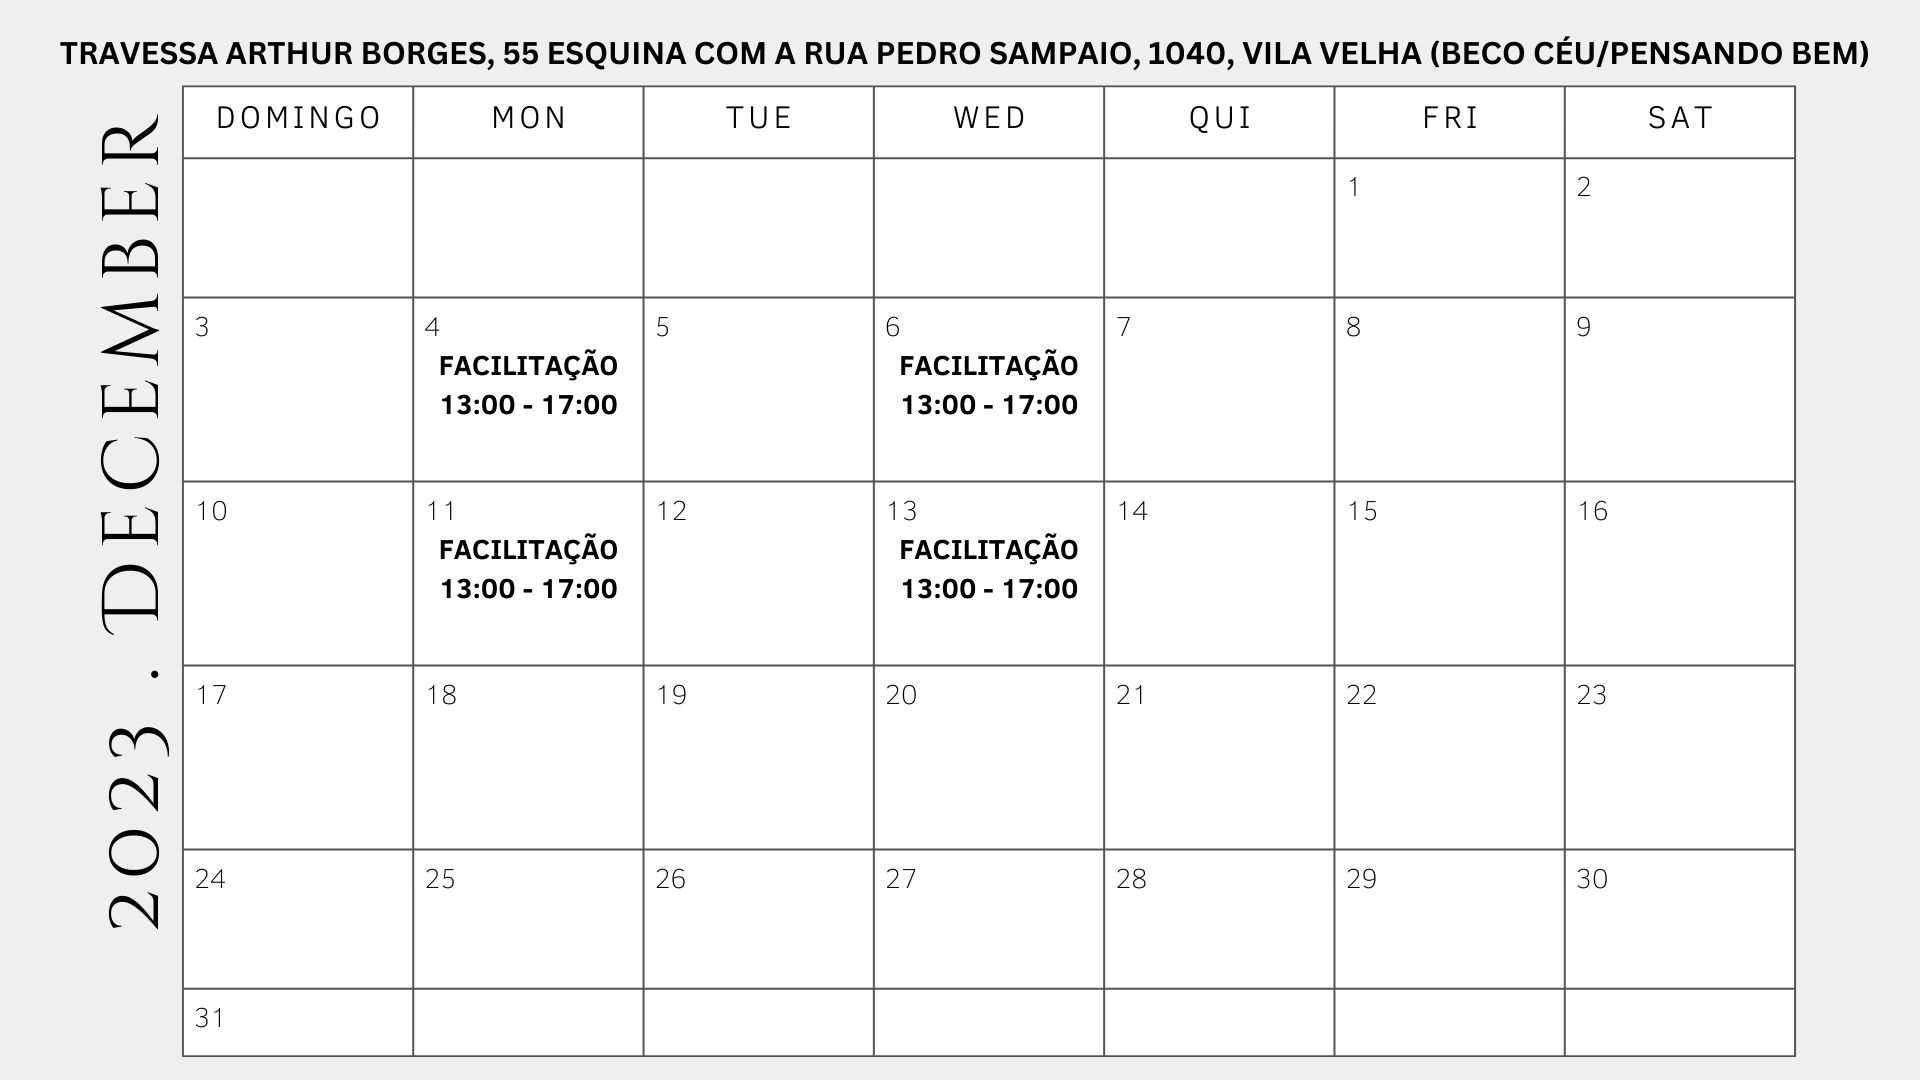 TRAVESSA ARTHUR BORGES, 55 ESQUINA COM A RUA PEDRO SAMPAIO, 1040, VILA VELHA (BECO CÉU/PENSANDO BEM)
2023 . DECEMBER
DOMINGO MON TUE WED QUI FRI SAT
1 2
3 4 5 6 7 8 9
FACILITAÇÃO FACILITAÇÃO
13:00 - 17:00 13:00 - 17:00
10 11 12 13 14 15 16
FACILITAÇÃO FACILITAÇÃO
13:00 - 17:00 13:00 - 17:00
17 18 19 20 21 22 23
24 25 26 27 28 29 30
31